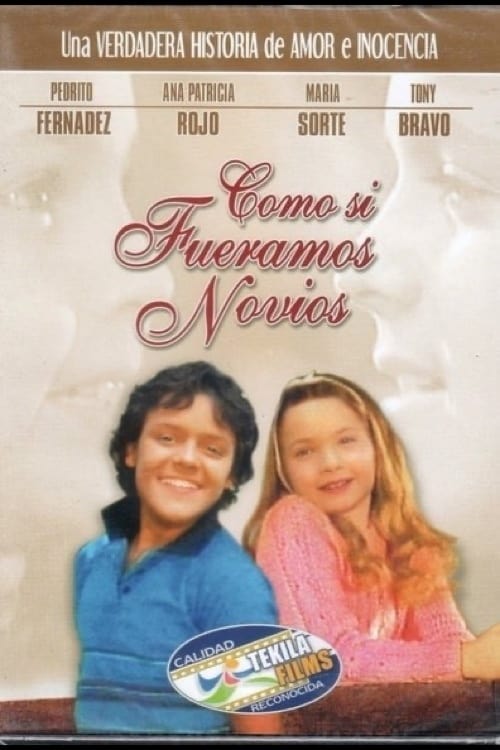 Una VERDADERA HISTORIA de AMOR e INOCENCIA
PEDRITO ANA PATRICIA MARIA TONY
FERNADEZ ROJO SORTE BRAVO
Como si
Fueramos
Novios
CALIDAD
TEKILA
FILMS
RECONOCIDA